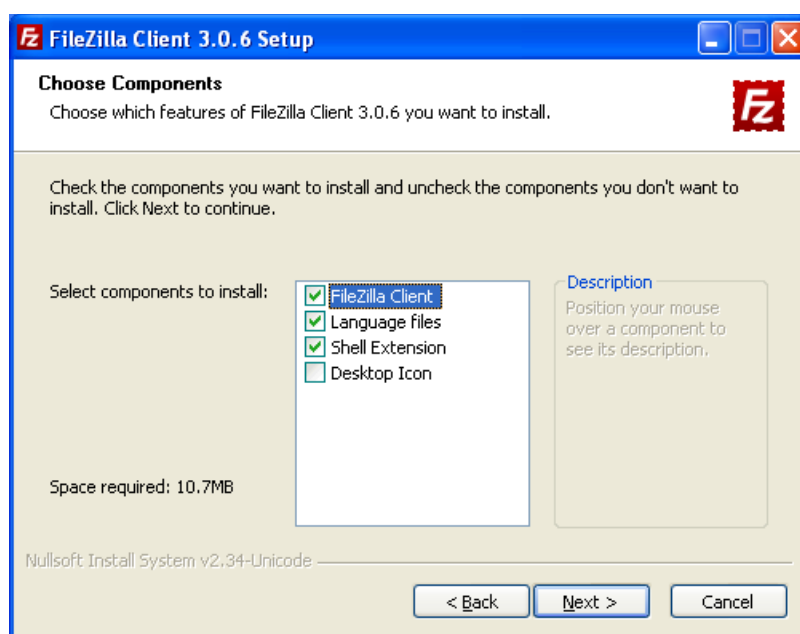 FileZilla Client 3.0.6 Setup
Choose Components
Choose which features of FileZilla Client 3.0.6 you want to install.
Fz
Check the components you want to install and uncheck the components you don't want to
install. Click Next to continue.
Select components to install:
FileZilla Client
Language files
Shell Extension
Desktop Icon
Description
Position your mouse
over a component to
see its description.
Space required: 10.7MB
Nullsoft Install System v2.34-Unicode
< Back
Next >
Cancel